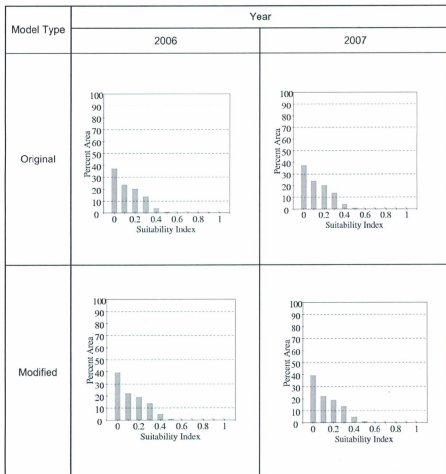 Model Type
Year
2006
2007
Original
100
90
80
70
60
50
40
30
20
10
0
Percent Area
0 0.2 0.4 0.6 0.8 1
Suitability Index
100
90
80
70
60
50
40
30
20
10
0
Percent Area
0 0.2 0.4 0.6 0.8 1
Suitability Index
Modified
100
90
80
70
60
50
40
30
20
10
0
Percent Area
0 0.2 0.4 0.6 0.8 1
Suitability Index
100
90
80
70
60
50
40
30
20
10
0
Percent Area
0 0.2 0.4 0.6 0.8 1
Suitability Index